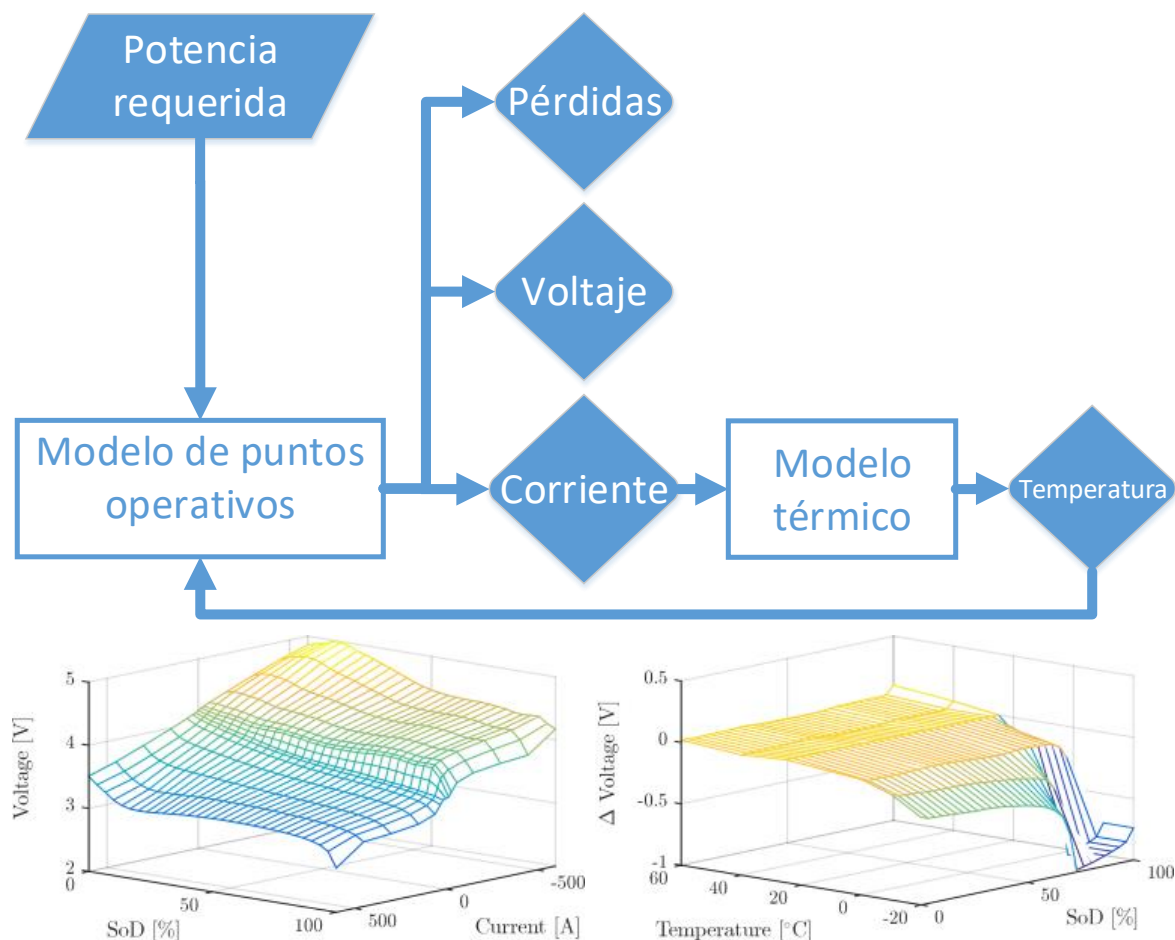 Potencia
requerida
Pérdidas
Voltaje
Modelo de puntos
operativos
Corriente
Modelo
térmico
Temperatura
5
4
3
2
Voltage [V]
0
50
100
SoD [%]
500
0
-500
Current [A]
0.5
0
-0.5
-1
Δ Voltage [V]
60
40
20
0
-20
Temperature [°C]
0
50
100
SoD [%]